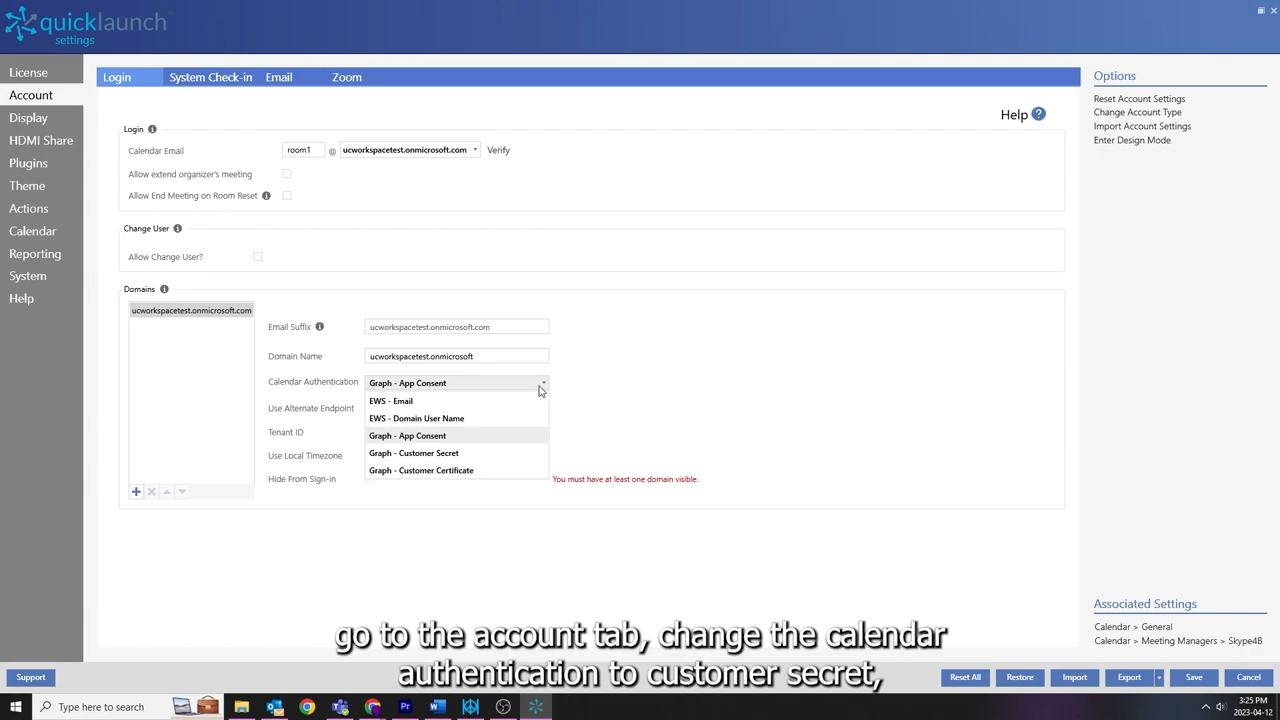 quicklaunch
settings
License
Account
Display
HDMI Share
Plugins
Theme
Actions
Calendar
Reporting
System
Help
Support
Login System Check-in Email Zoom
Help ?
Login
Calendar Email room1 @ ucworkspacetest.onmicrosoft.com Verify
Allow extend organizer's meeting
Allow End Meeting on Room Reset
Change User
Allow Change User?
Domains
ucworkspacetest.onmicrosoft.com
Email Suffix ucworkspacetest.onmicrosoft.com
Domain Name ucworkspacetest.onmicrosoft
Calendar Authentication Graph - App Consent
EWS - Email
Use Alternate Endpoint
EWS - Domain User Name
Tenant ID Graph - App Consent
Use Local Timezone Graph - Customer Secret
Graph - Customer Certificate
Hide From Sign-in You must have at least one domain visible.
Options
Reset Account Settings
Change Account Type
Import Account Settings
Enter Design Mode
Associated Settings
Calendar > General
Calendar > Meeting Managers > Skype4B
go to the account tab, change the calendar
authentication to customer secret,
Reset All Restore Import Export Save Cancel
Type here to search
3:25 PM
2023-04-12